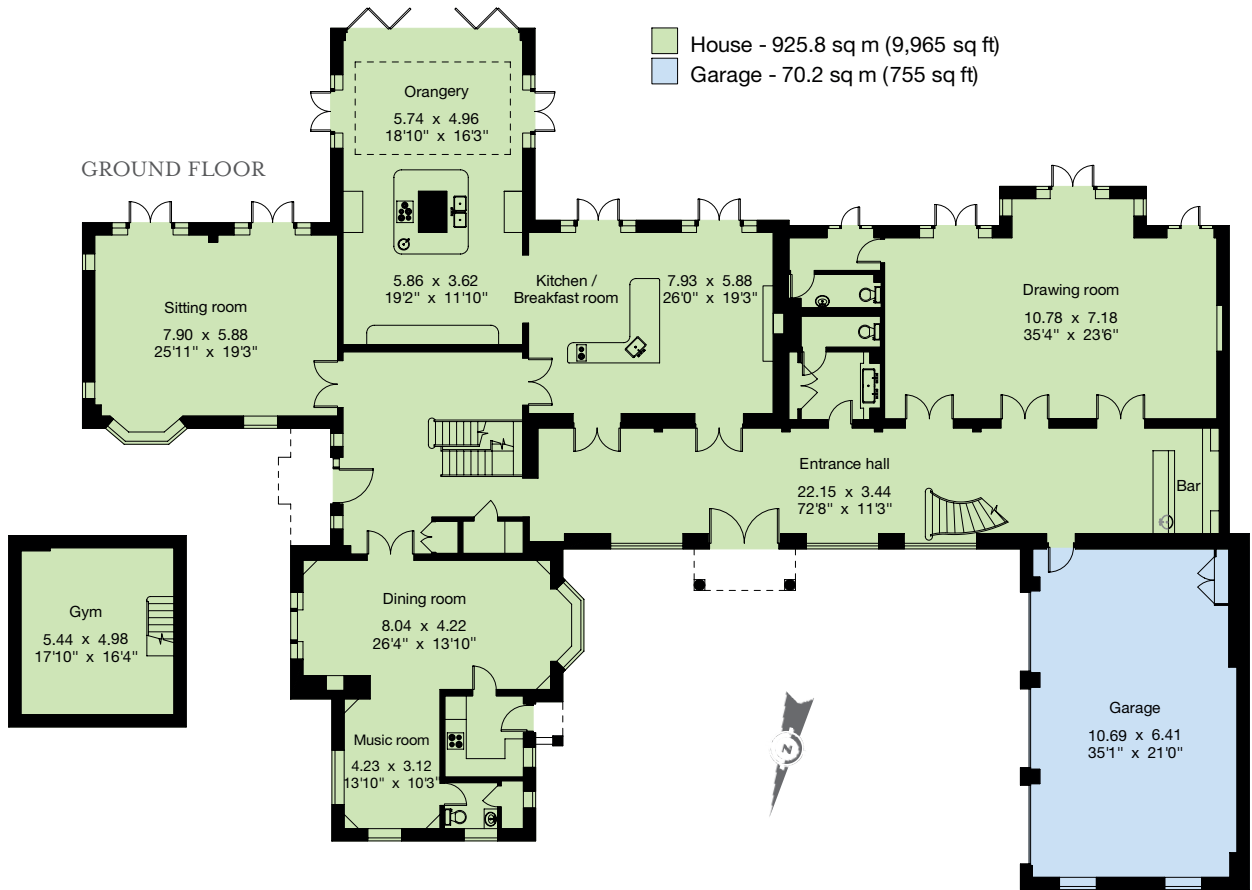 House - 925.8 sq m (9,965 sq ft)
Garage - 70.2 sq m (755 sq ft)
GROUND FLOOR
Orangery
5.74 x 4.96
18'10" x 16'3"
5.86 x 3.62
19'2" x 11'10"
Kitchen /
Breakfast room
7.93 x 5.88
26'0" x 19'3"
Sitting room
7.90 x 5.88
25'11" x 19'3"
Drawing room
10.78 x 7.18
35'4" x 23'6"
Entrance hall
22.15 x 3.44
72'8" x 11'3"
Bar
Dining room
8.04 x 4.22
26'4" x 13'10"
Gym
5.44 x 4.98
17'10" x 16'4"
Music room
4.23 x 3.12
13'10" x 10'3"
Garage
10.69 x 6.41
35'1" x 21'0"
N